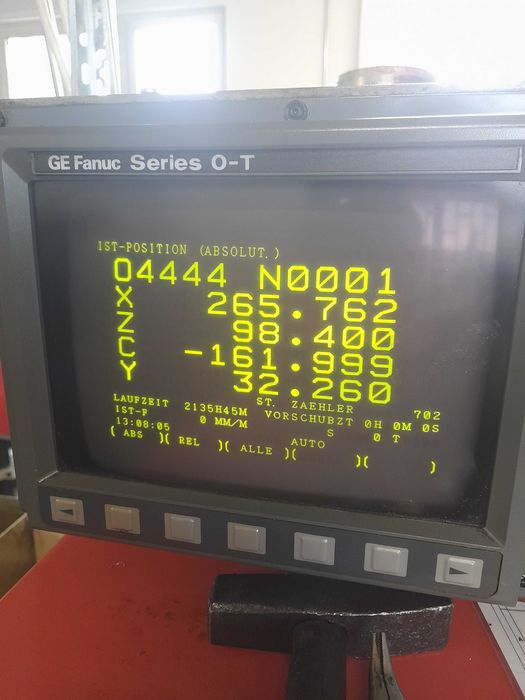 GE Fanuc Series O-T
IST-POSITION (ABSOLUT.)
O4444 N0001
X 265.762
Z 98.400
C -161.999
Y 32.260
ST. ZAEHLER 702
LAUFZEIT 2135H45M VORSCHUBZT 0H 0M 0S
IST-F 0 MM/M S 0 T
13:08:05 AUTO
( ABS )( REL )( ALLE )( )( )